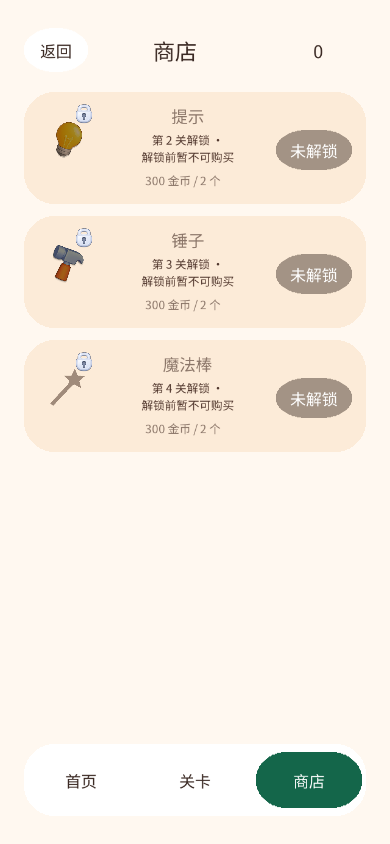 返回
商店
0
提示
第 2 关解锁 ·
解锁前暂不可购买
300 金币 / 2 个
未解锁
锤子
第 3 关解锁 ·
解锁前暂不可购买
300 金币 / 2 个
未解锁
魔法棒
第 4 关解锁 ·
解锁前暂不可购买
300 金币 / 2 个
未解锁
首页
关卡
商店